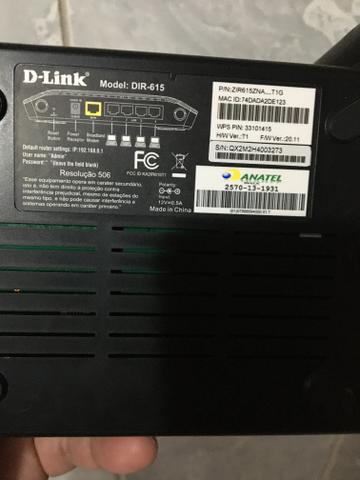 D-Link
Model: DIR-615
Reset Button
Power Receptor
Broadband Modem
Default router settings: IP:192.168.0.1
User name: "Admin"
Password: " " (leave the field blank)
FC
FCC ID
Resolução 506
"Esse equipamento opera em caráter secundário,
isto é, não tem direito à proteção contra
interferência prejudicial, mesmo de estações do
mesmo tipo, e não pode causar interferência a
sistemas operando em caráter primário."
Polarity:
Input:
12V 0.5A
Made in China
P/N:ZIR615ZNA....T1G
MAC ID:74DADA2DE123
WPS PIN: 33101415
H/W Ver.:T1 F/W Ver.:20.11
S/N: QX2M2H4003273
ANATEL
2570-13-1931